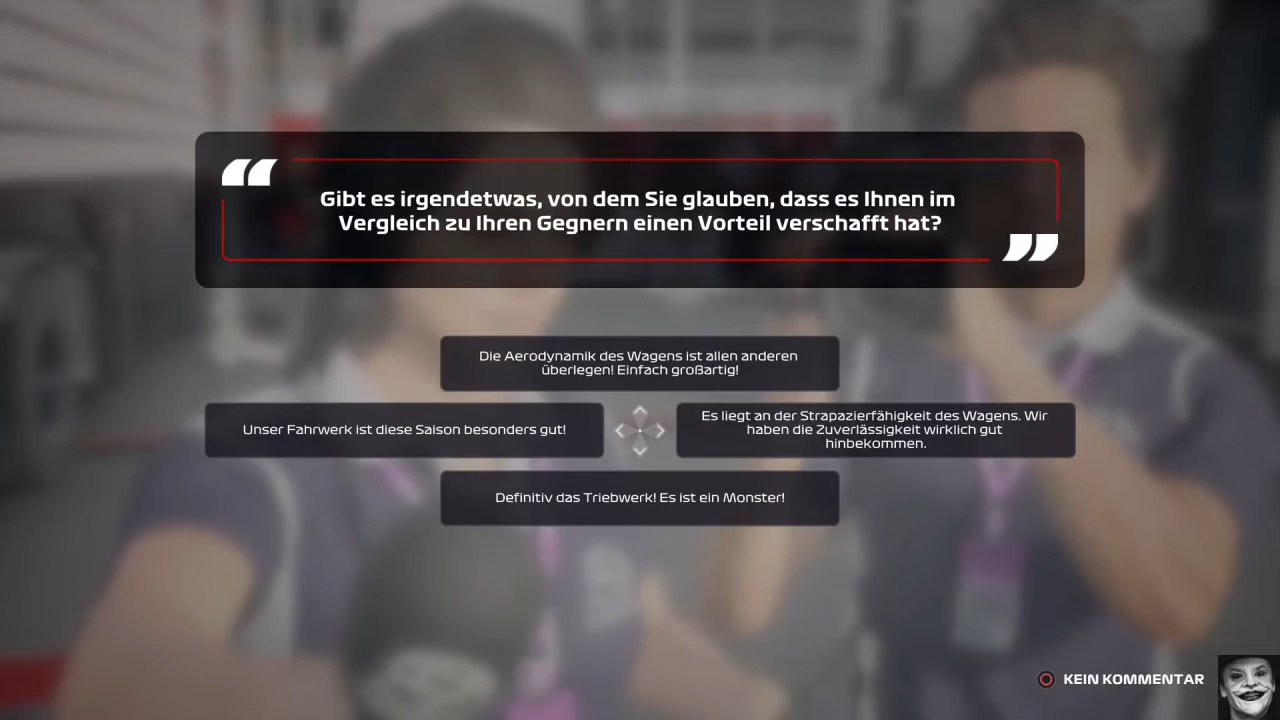 Gibt es irgendetwas, von dem Sie glauben, dass es Ihnen im
Vergleich zu Ihren Gegnern einen Vorteil verschafft hat?
Die Aerodynamik des Wagens ist allen anderen
überlegen! Einfach großartig!
Unser Fahrwerk ist diese Saison besonders gut!
Es liegt an der Strapazierfähigkeit des Wagens. Wir
haben die Zuverlässigkeit wirklich gut
hinbekommen.
Definitiv das Triebwerk! Es ist ein Monster!
KEIN KOMMENTAR